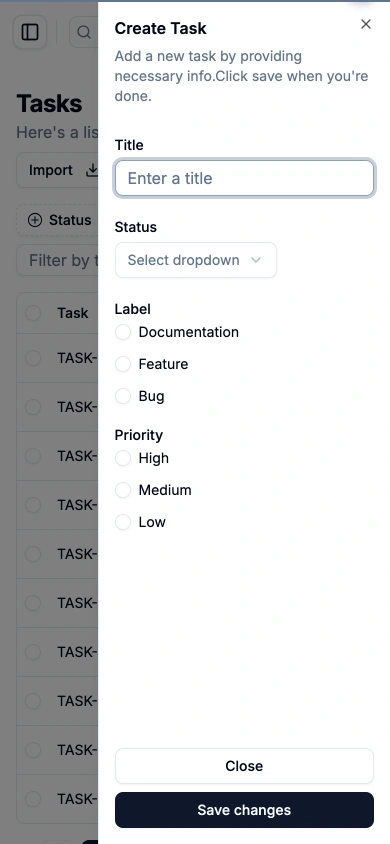 Create Task
Add a new task by providing
necessary info.Click save when you're
done.
Title
Enter a title
Status
Select dropdown
Label
Documentation
Feature
Bug
Priority
High
Medium
Low
Close
Save changes
Tasks
Here's a lis
Import
Status
Filter by t
Task
TASK-
TASK-
TASK-
TASK-
TASK-
TASK-
TASK-
TASK-
TASK-
TASK-